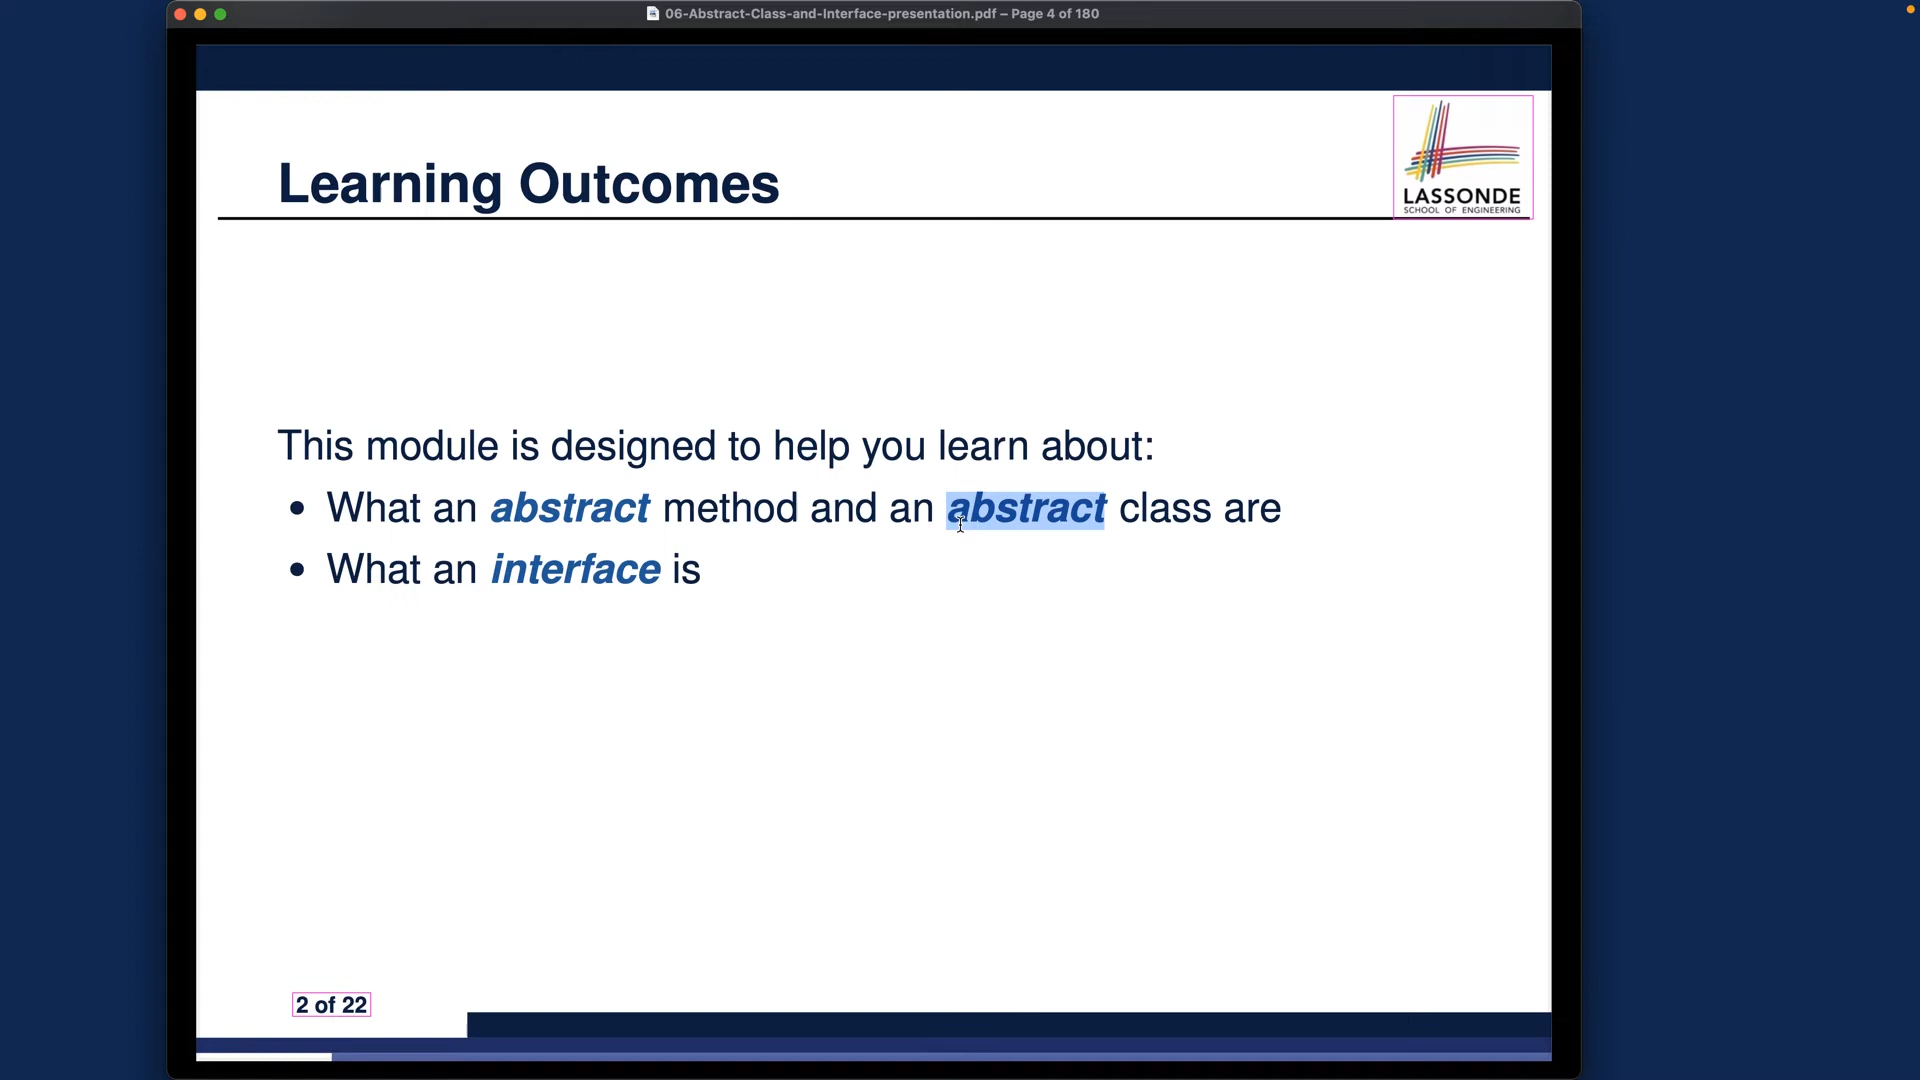 06-Abstract-Class-and-Interface-presentation.pdf – Page 4 of 180
LASSONDE
SCHOOL OF ENGINEERING
Learning Outcomes
This module is designed to help you learn about:
• What an abstract method and an abstract class are
• What an interface is
2 of 22